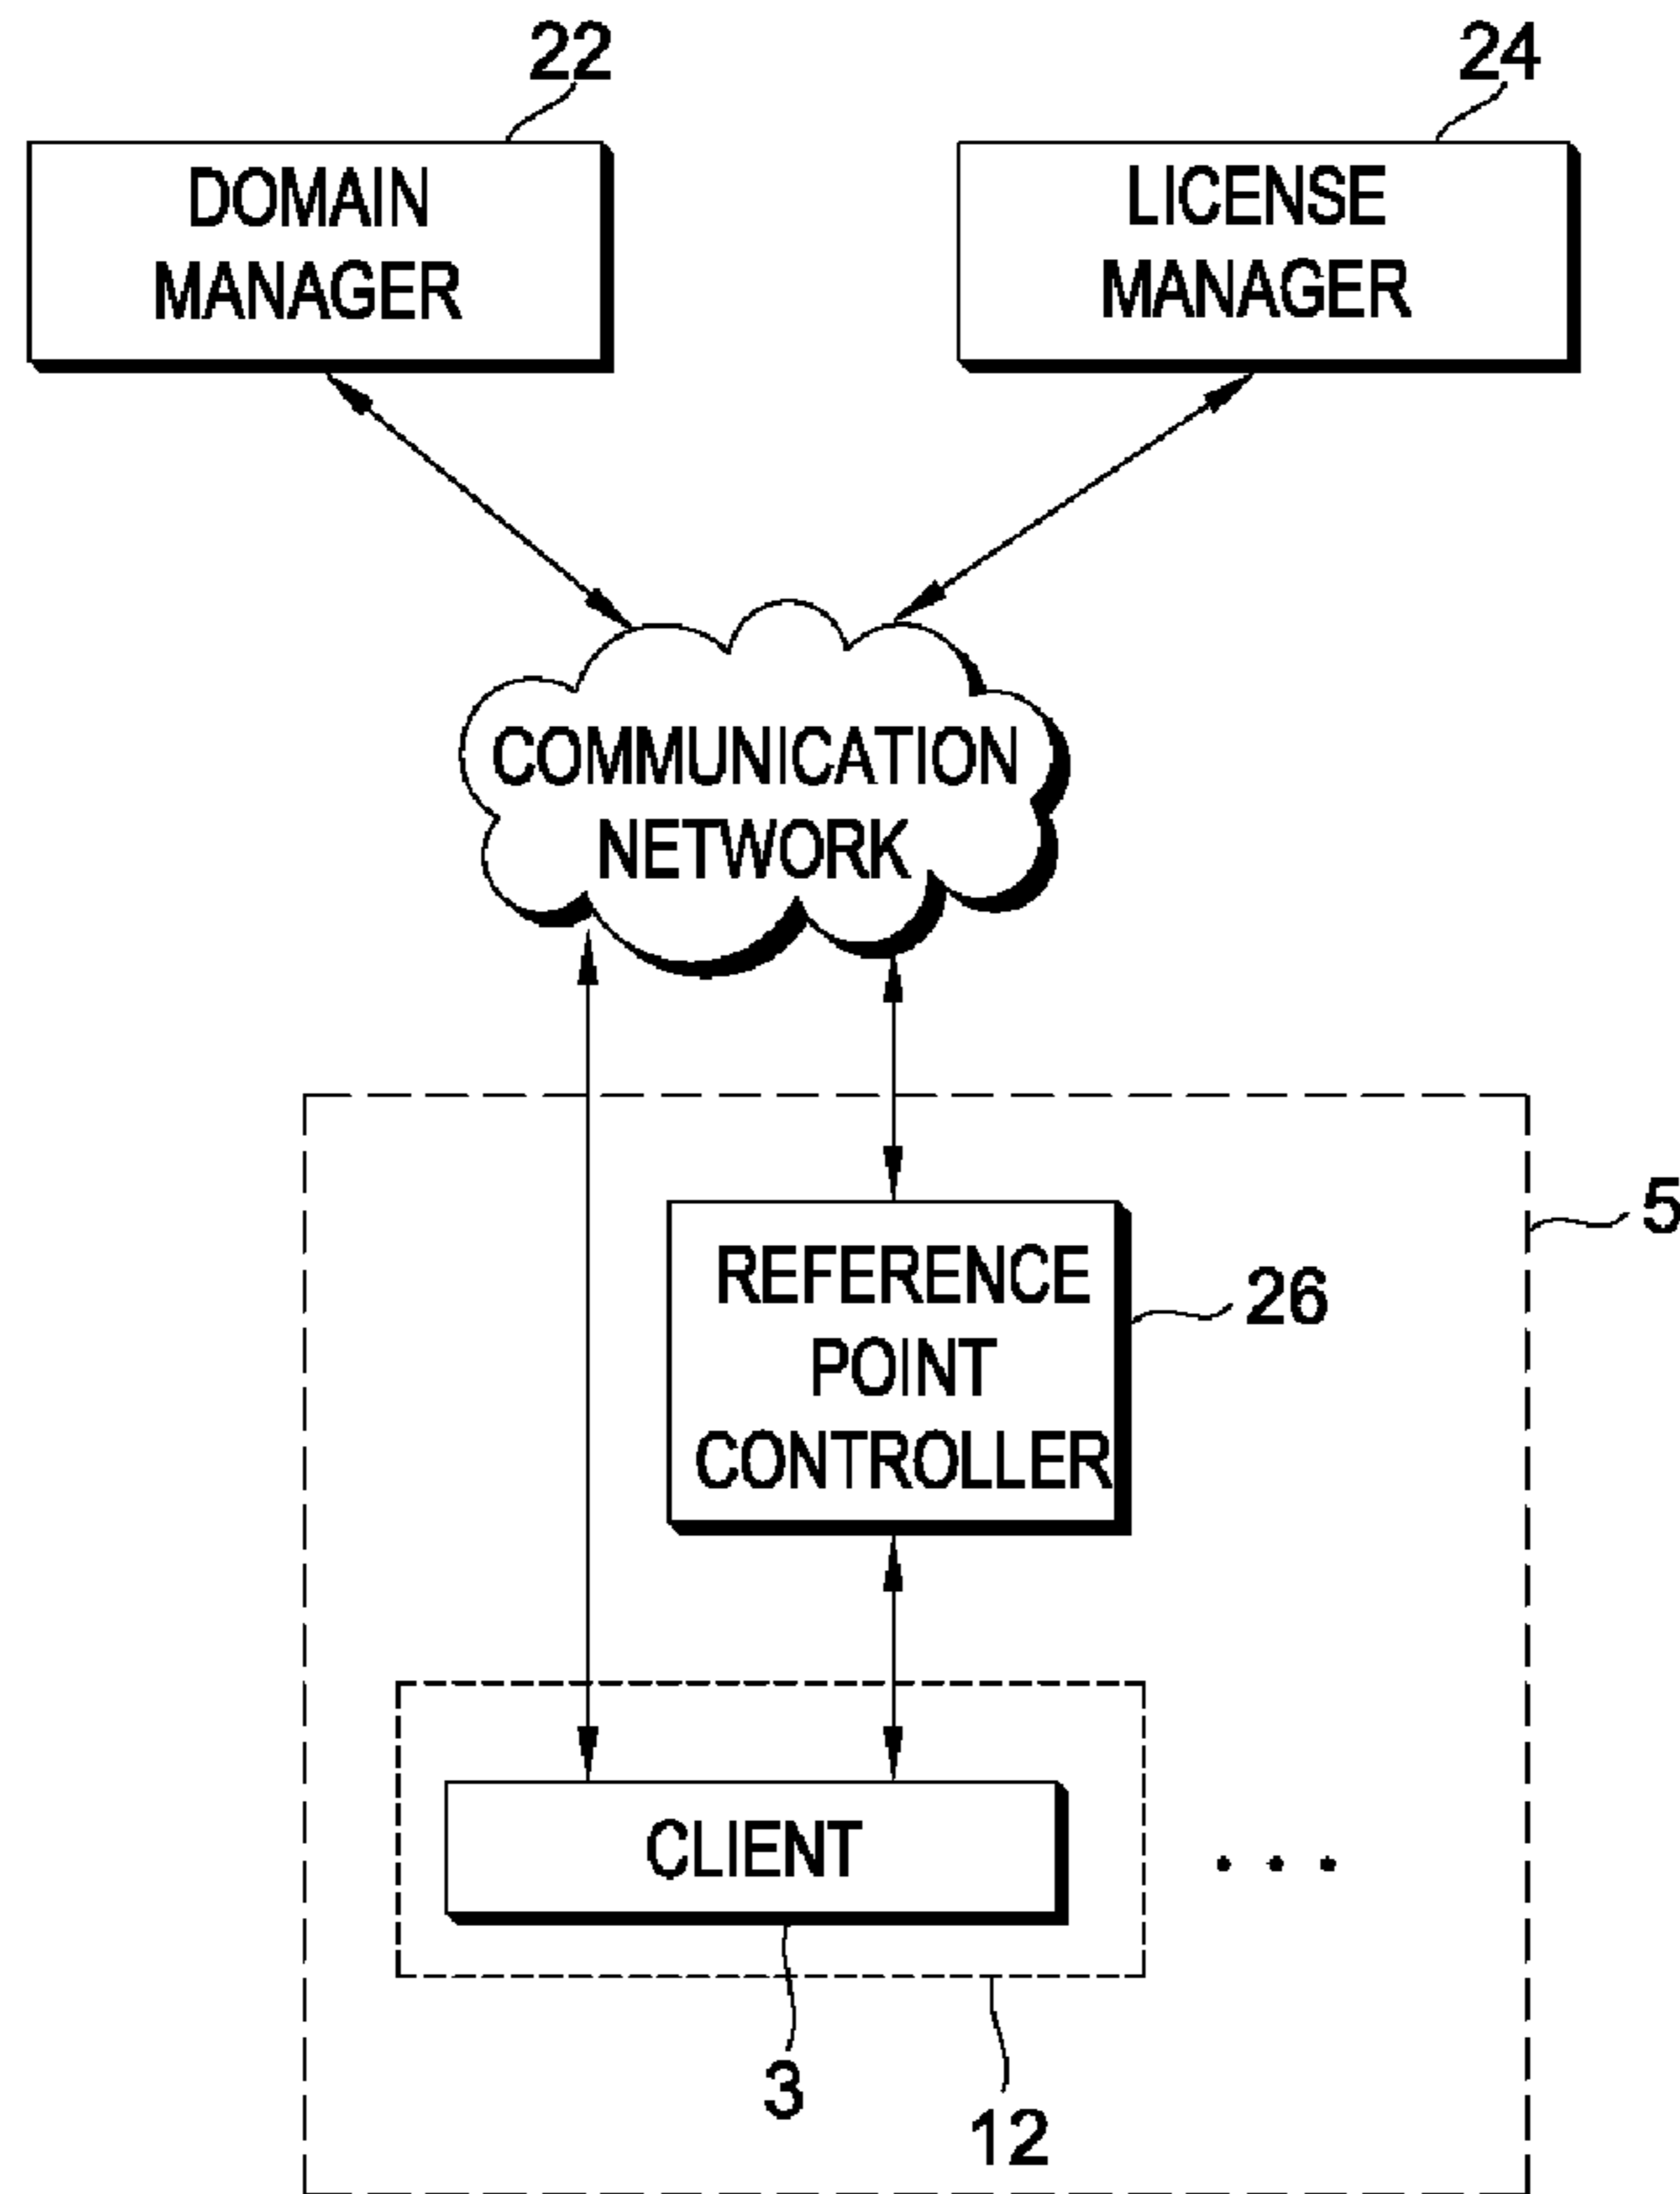 22
24
DOMAIN
MANAGER
LICENSE
MANAGER
COMMUNICATION
NETWORK
5
REFERENCE
POINT
CONTROLLER
26
CLIENT
3
12